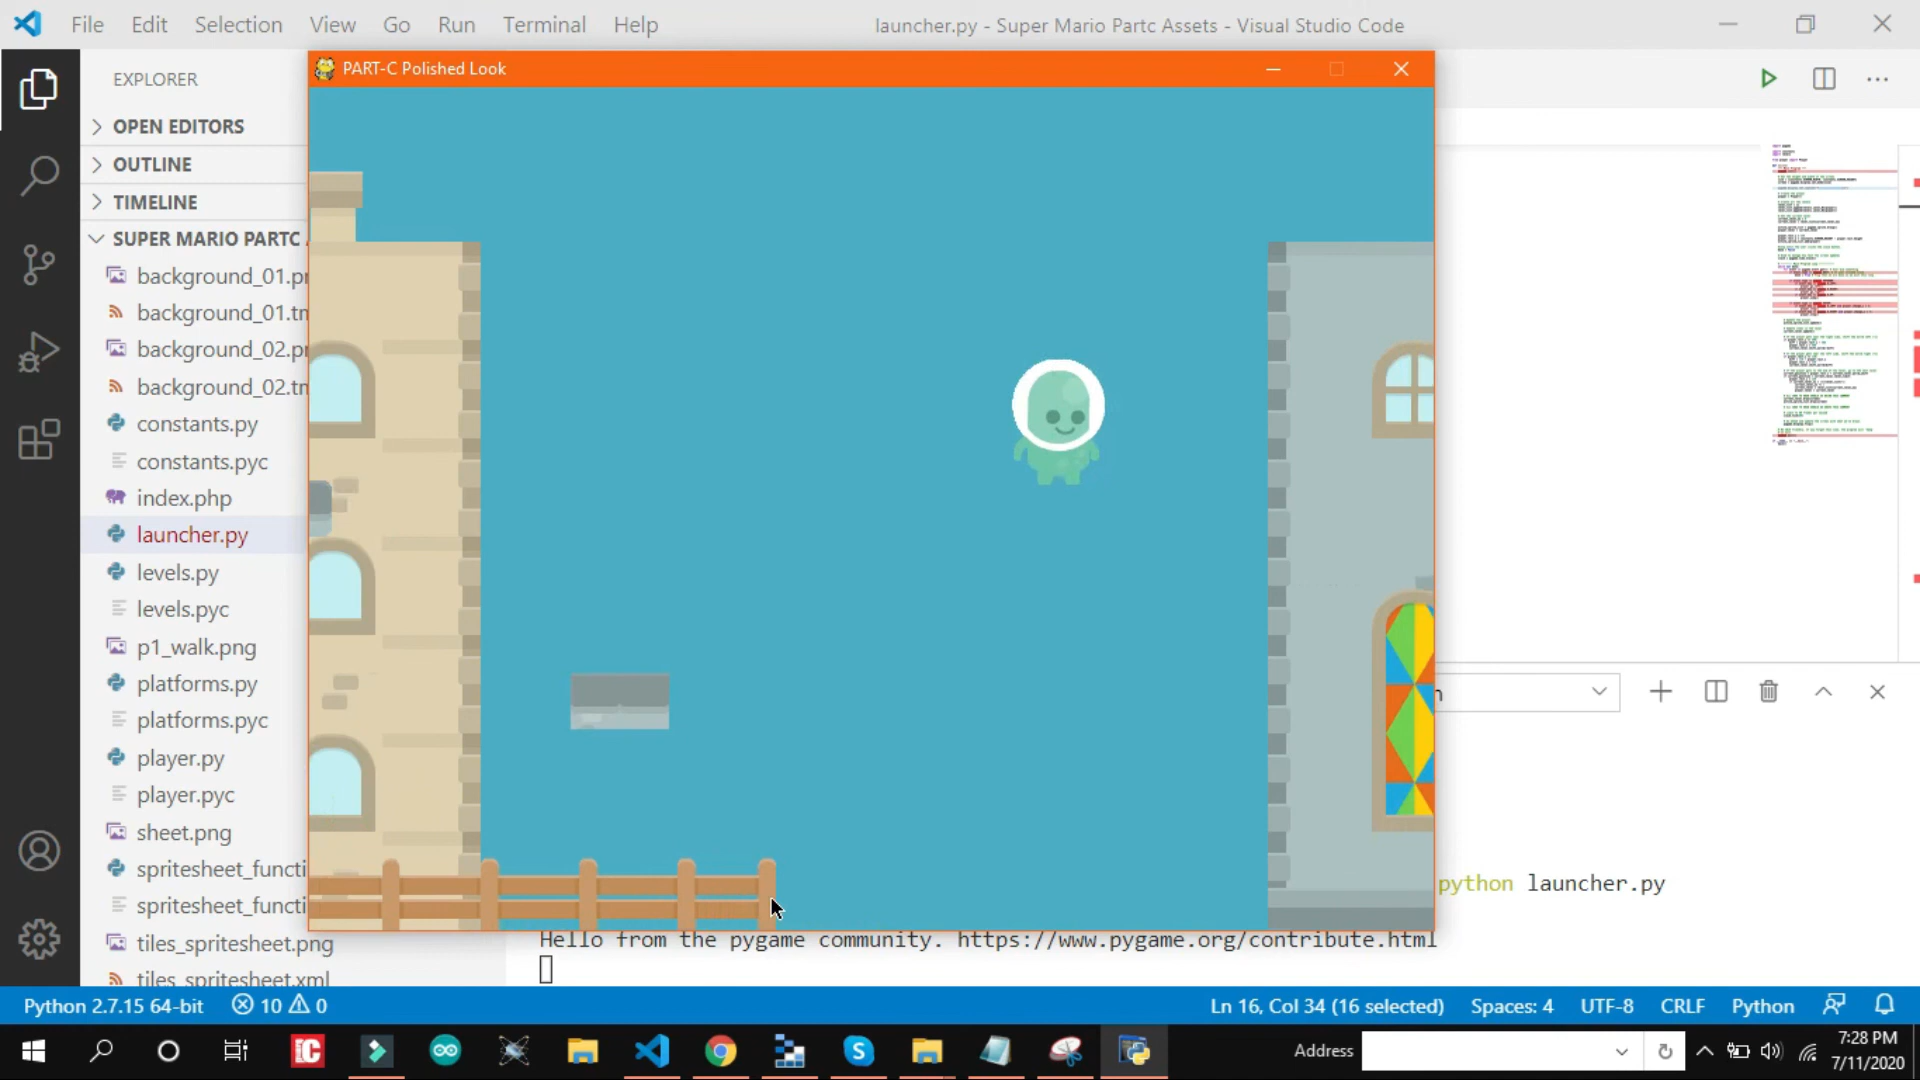 File Edit Selection View Go Run Terminal Help
launcher.py - Super Mario Partc Assets - Visual Studio Code
EXPLORER
PART-C Polished Look
OPEN EDITORS
OUTLINE
TIMELINE
SUPER MARIO PARTC
background_01.p
background_01.tm
background_02.p
background_02.tm
constants.py
constants.pyc
index.php
launcher.py
levels.py
levels.pyc
p1_walk.png
platforms.py
platforms.pyc
player.py
player.pyc
sheet.png
spritesheet_functi
spritesheet_functi
tiles_spritesheet.png
tiles_spritesheet.xml
python launcher.py
Hello from the pygame community. https://www.pygame.org/contribute.html
Python 2.7.15 64-bit 10 0 Ln 16, Col 34 (16 selected) Spaces: 4 UTF-8 CRLF Python
Address
7:28 PM
7/11/2020